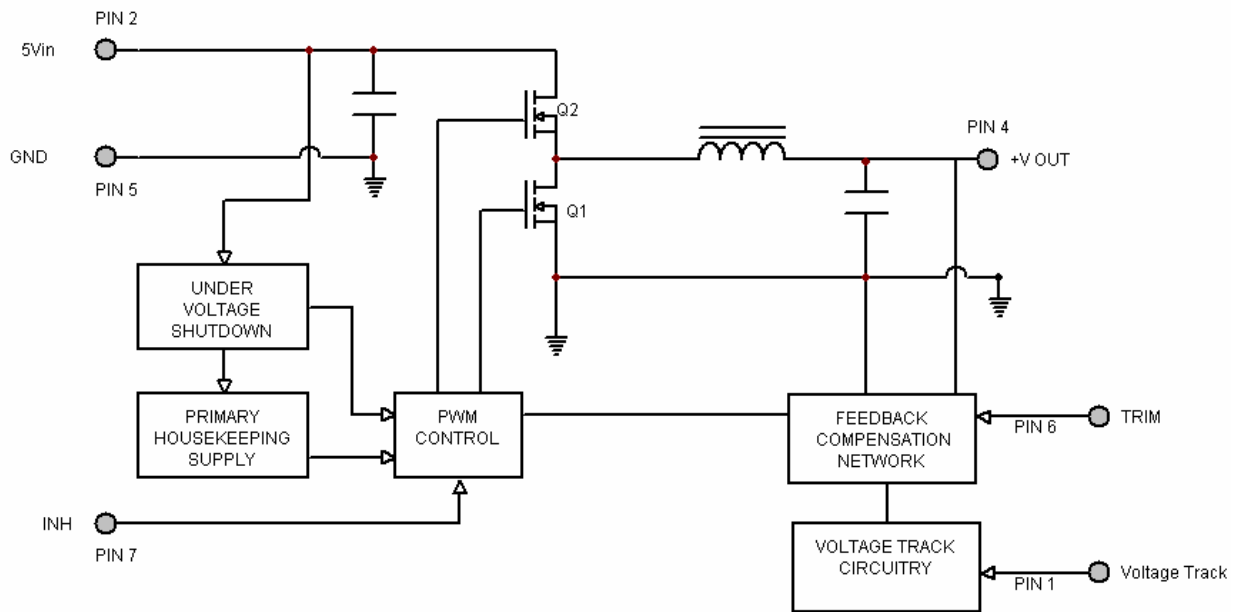 PIN 2
5Vin
Q2
PIN 4
GND
+V OUT
PIN 5
Q1
UNDER
VOLTAGE
SHUTDOWN
PRIMARY
HOUSEKEEPING
SUPPLY
PWM
CONTROL
FEEDBACK
COMPENSATION
NETWORK
PIN 6
TRIM
INH
PIN 7
VOLTAGE TRACK
CIRCUITRY
PIN 1
Voltage Track